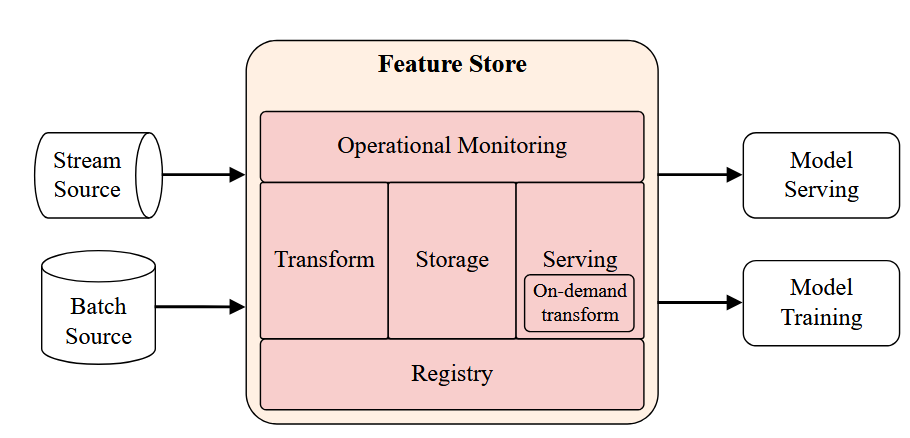 Feature Store
Operational Monitoring
Stream
Source
Batch
Source
Transform
Storage
Serving
On-demand
transform
Registry
Model
Serving
Model
Training